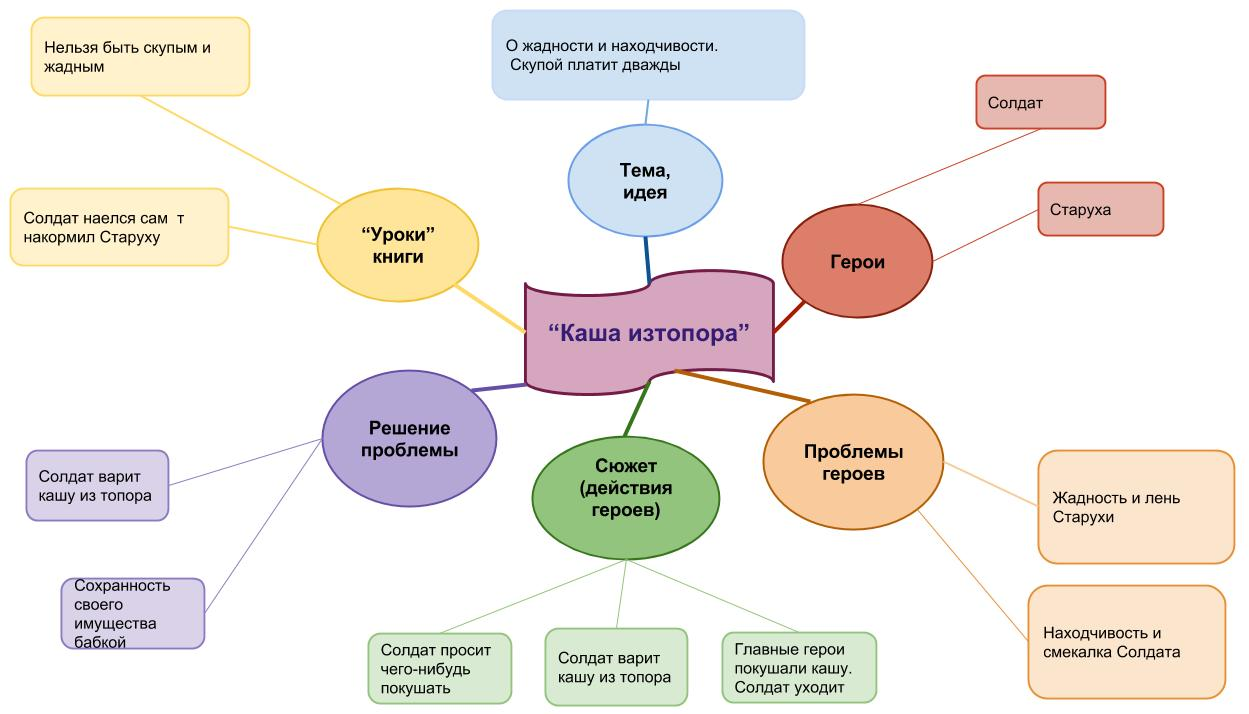 Нельзя быть скупым и
жадным
О жадности и находчивости.
Скупой платит дважды
Солдат
Тема,
идея
Старуха
Солдат наелся сам т
накормил Старуху
“Уроки”
книги
Герои
“Каша изтопора”
Решение
проблемы
Проблемы
героев
Сюжет
(действия
героев)
Солдат варит
кашу из топора
Жадность и лень
Старухи
Сохранность
своего
имущества
бабкой
Солдат просит
чего-нибудь
покушать
Солдат варит
кашу из топора
Главные герои
покушали кашу.
Солдат уходит
Находчивость и
смекалка Солдата